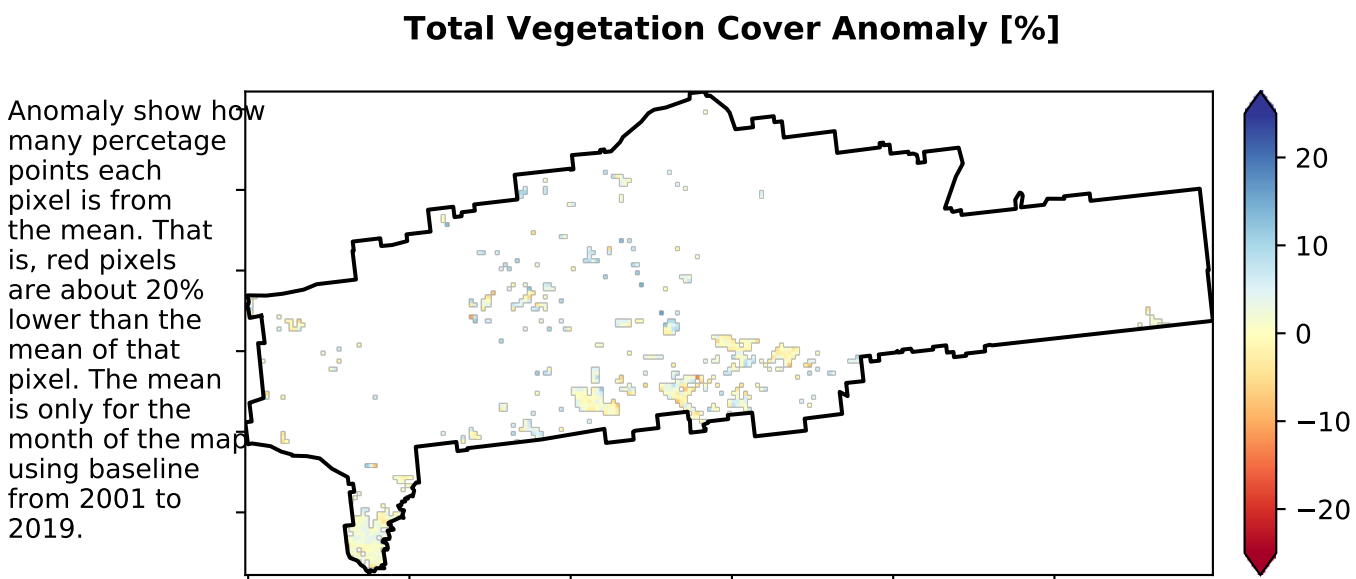 Total Vegetation Cover Anomaly [%]
Anomaly show how
many percetage
points each
pixel is from
the mean. That
is, red pixels
are about 20%
lower than the
mean of that
pixel. The mean
is only for the
month of the map
using baseline
from 2001 to
2019.
20
10
0
−10
−20